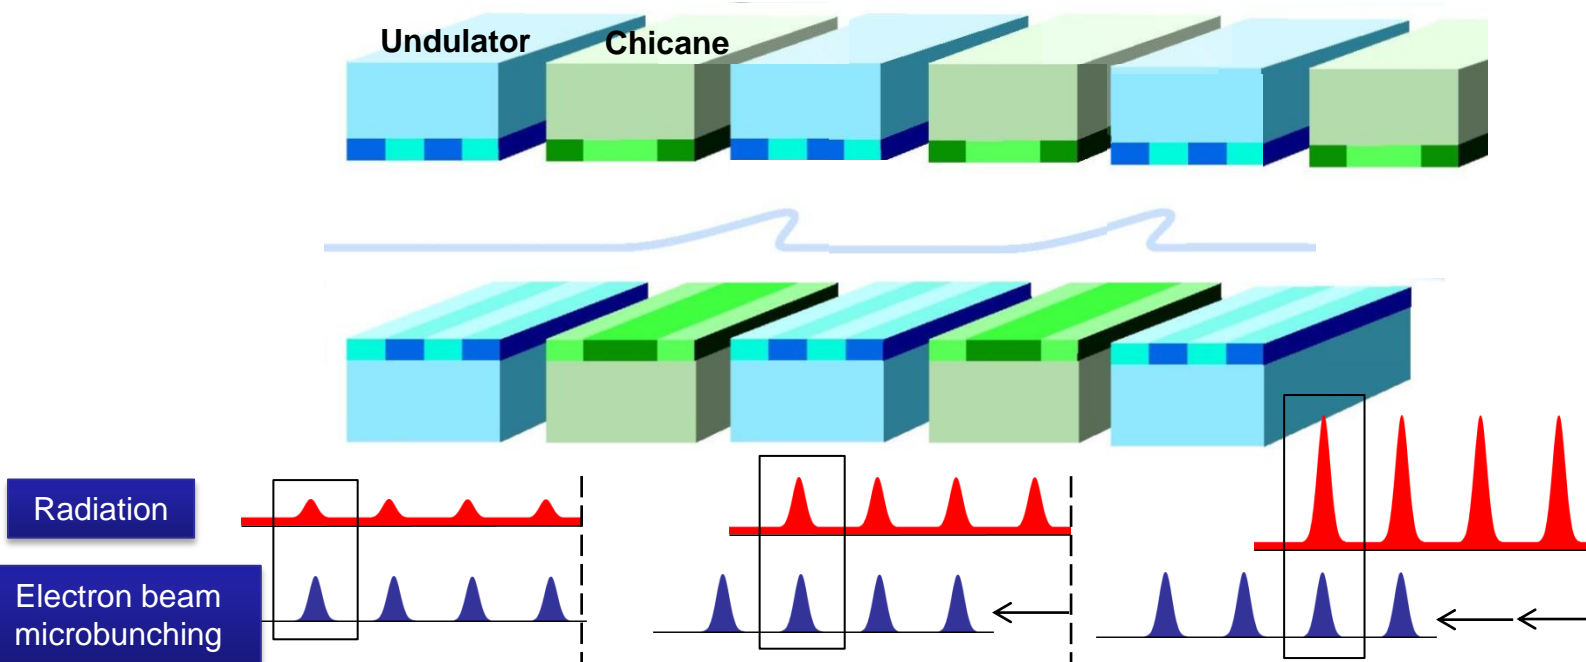 Undulator
Chicane
Radiation
Electron beam
microbunching